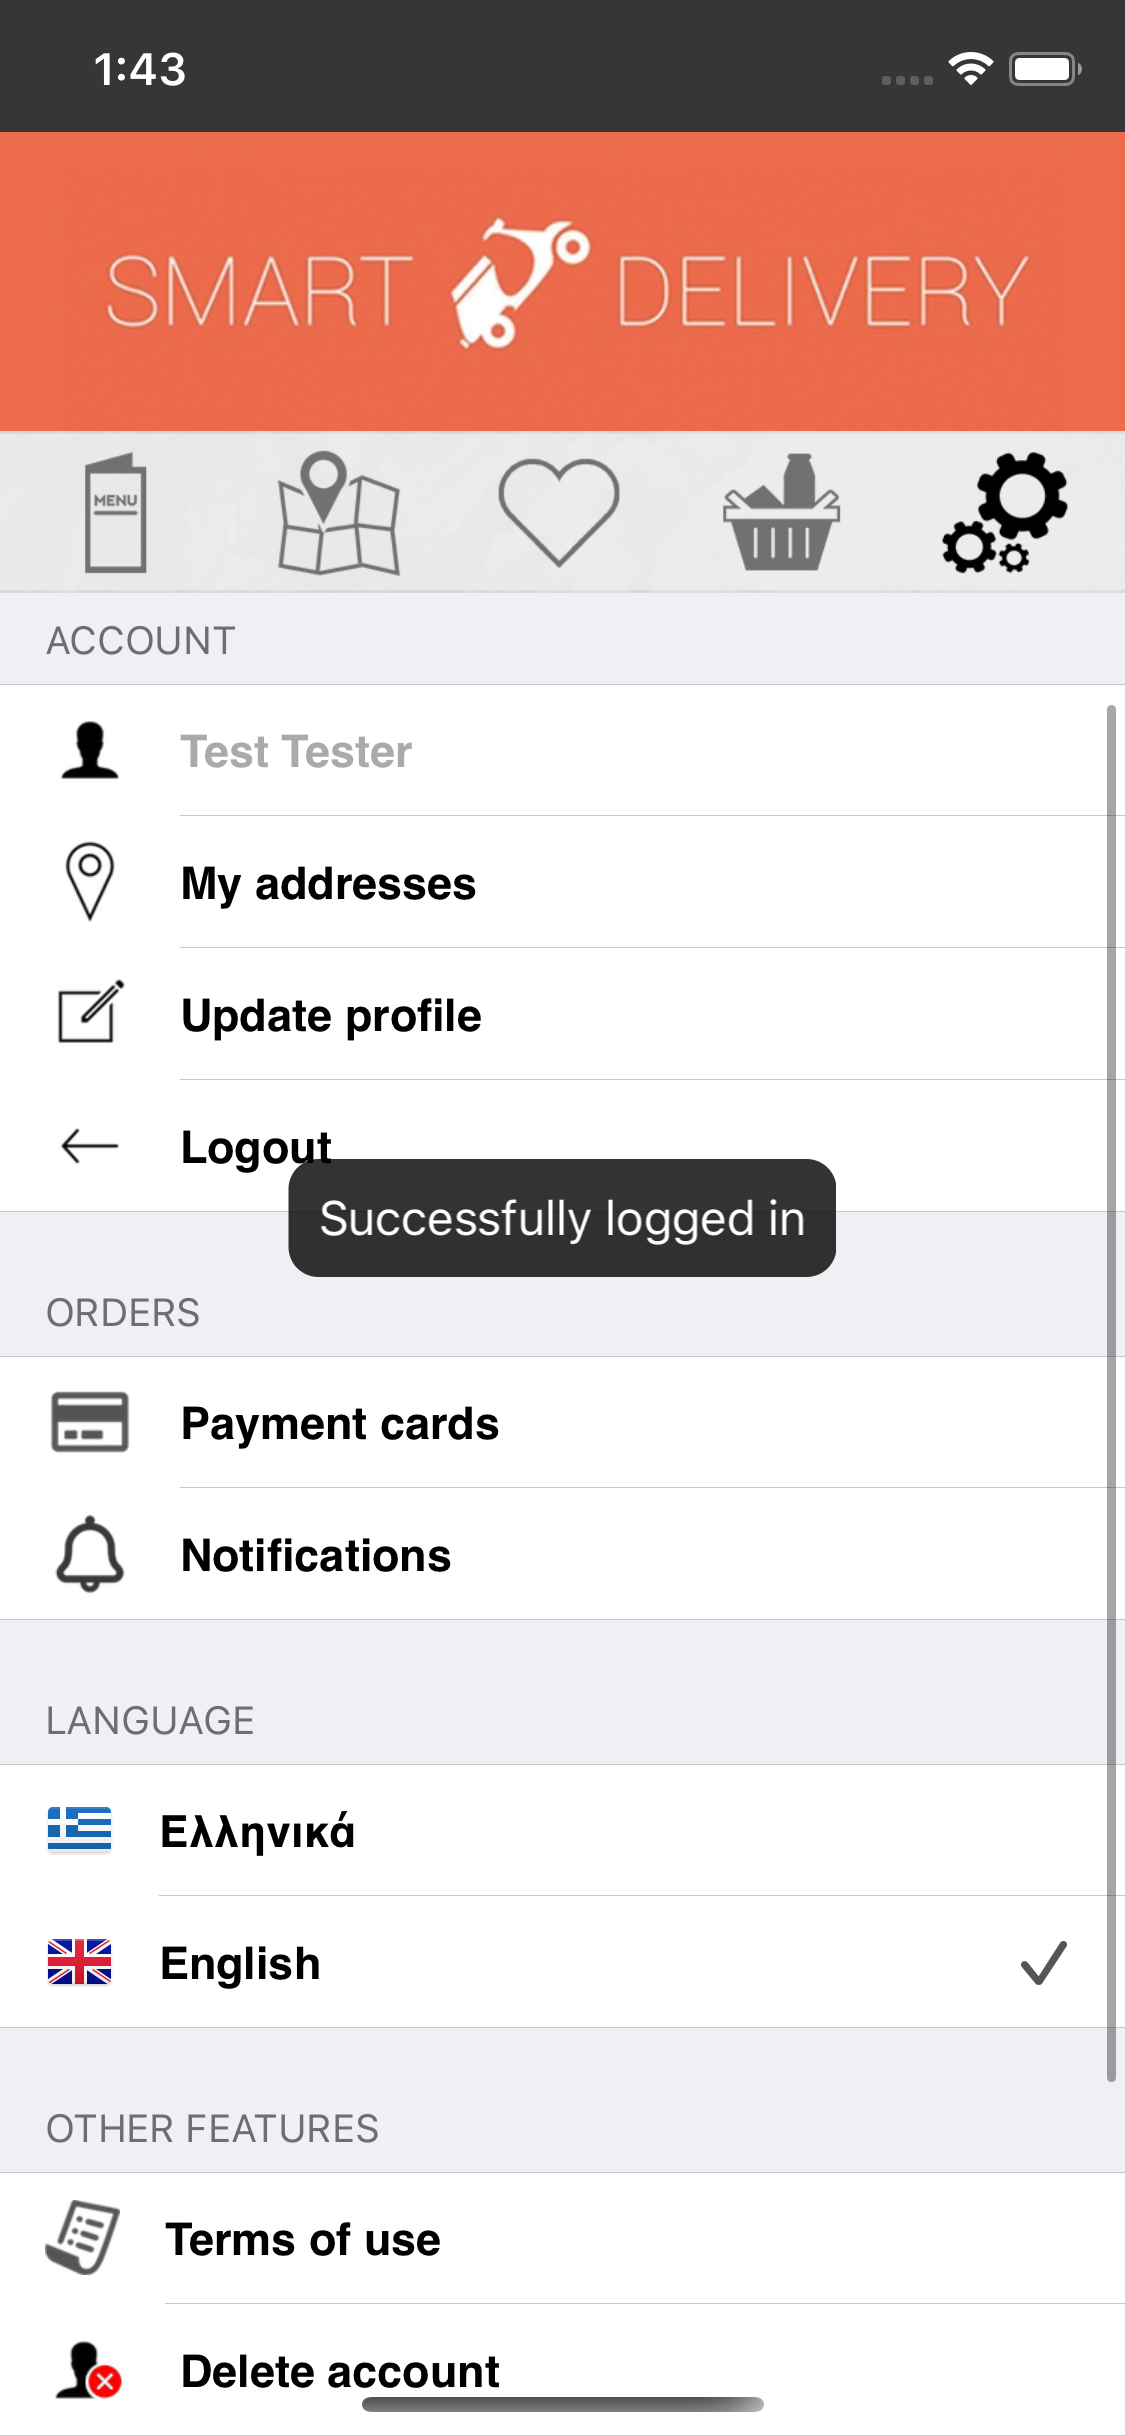 1:43
SMART DELIVERY
MENU
ACCOUNT
Test Tester
My addresses
Update profile
Logout
Successfully logged in
ORDERS
Payment cards
Notifications
LANGUAGE
Ελληνικά
English
OTHER FEATURES
Terms of use
Delete account